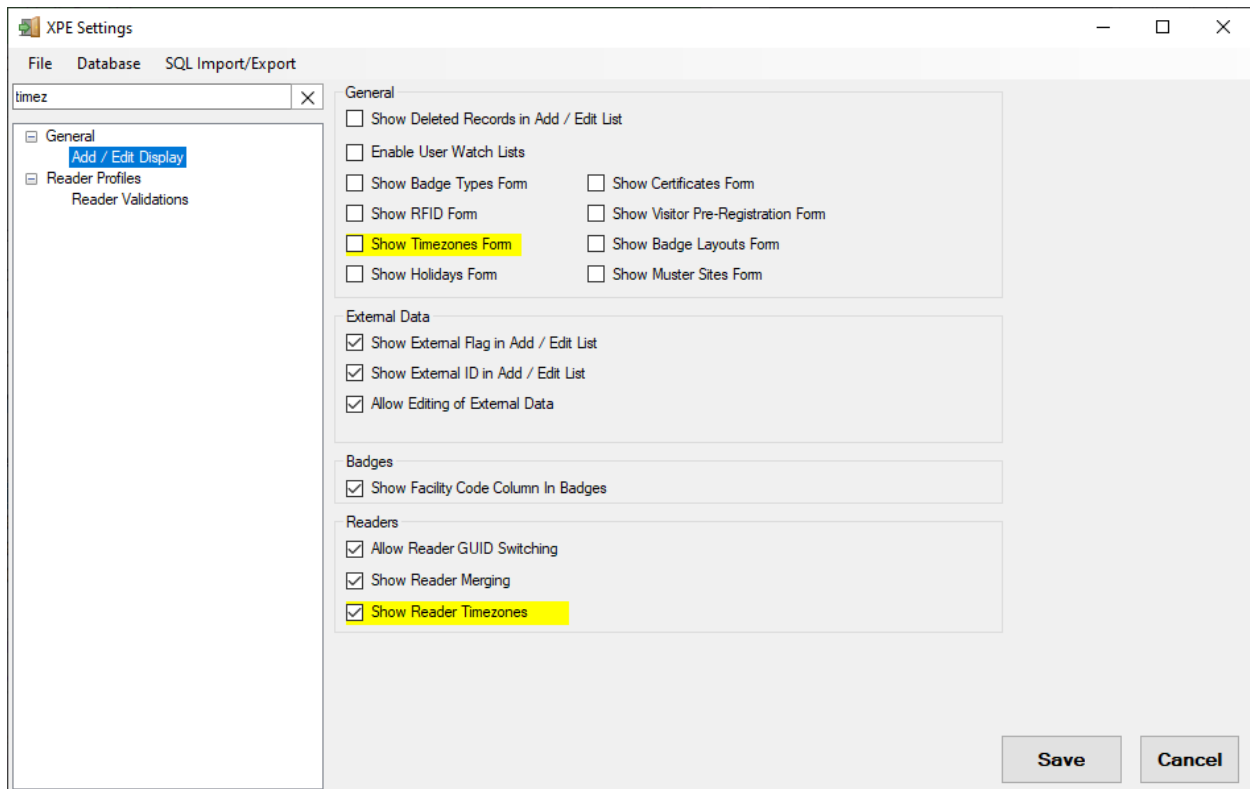 XPE Settings
File Database SQL Import/Export
timez
General
Add / Edit Display
Reader Profiles
Reader Validations
General
Show Deleted Records in Add / Edit List
Enable User Watch Lists
Show Badge Types Form Show Certificates Form
Show RFID Form Show Visitor Pre-Registration Form
Show Timezones Form Show Badge Layouts Form
Show Holidays Form Show Muster Sites Form
External Data
Show External Flag in Add / Edit List
Show External ID in Add / Edit List
Allow Editing of External Data
Badges
Show Facility Code Column In Badges
Readers
Allow Reader GUID Switching
Show Reader Merging
Show Reader Timezones
Save Cancel